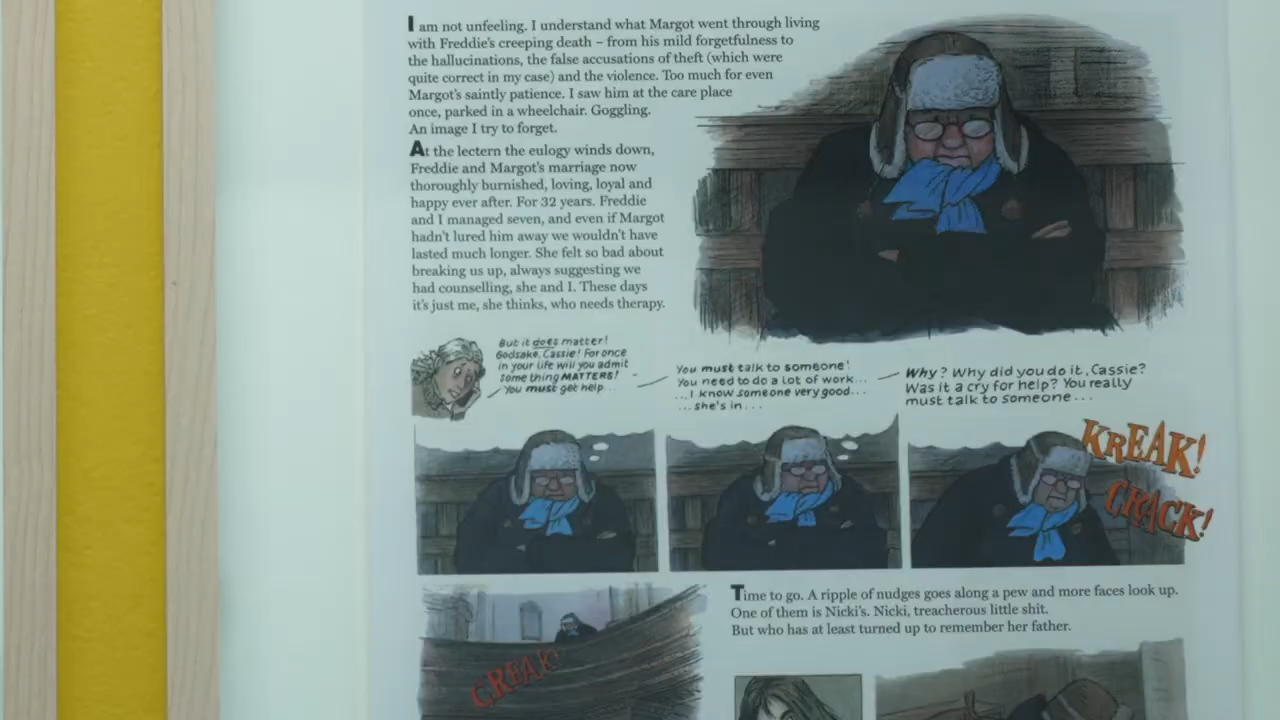 I am not unfeeling. I understand what Margot went through living
with Freddie's creeping death – from his mild forgetfulness to
the hallucinations, the false accusations of theft (which were
quite correct in my case) and the violence. Too much for even
Margot's saintly patience. I saw him at the care place
once, parked in a wheelchair. Goggling.
An image I try to forget.
At the lectern the eulogy winds down,
Freddie and Margot's marriage now
thoroughly burnished, loving, loyal and
happy ever after. For 32 years. Freddie
and I managed seven, and even if Margot
hadn't lured him away we wouldn't have
lasted much longer. She felt so bad about
breaking us up, always suggesting we
had counselling, she and I. These days
it's just me, she thinks, who needs therapy.
But it does matter!
Godsake, Cassie! For once
in your life will you admit
some thing MATTERS!
You must get help...
You must talk to someone!
You need to do a lot of work...
...I know someone very good...
...she's in...
Why? Why did you do it, Cassie?
Was it a cry for help? You really
must talk to someone...
KREAK!
CRACK!
CREAK!
Time to go. A ripple of nudges goes along a pew and more faces look up.
One of them is Nicki's. Nicki, treacherous little shit.
But who has at least turned up to remember her father.